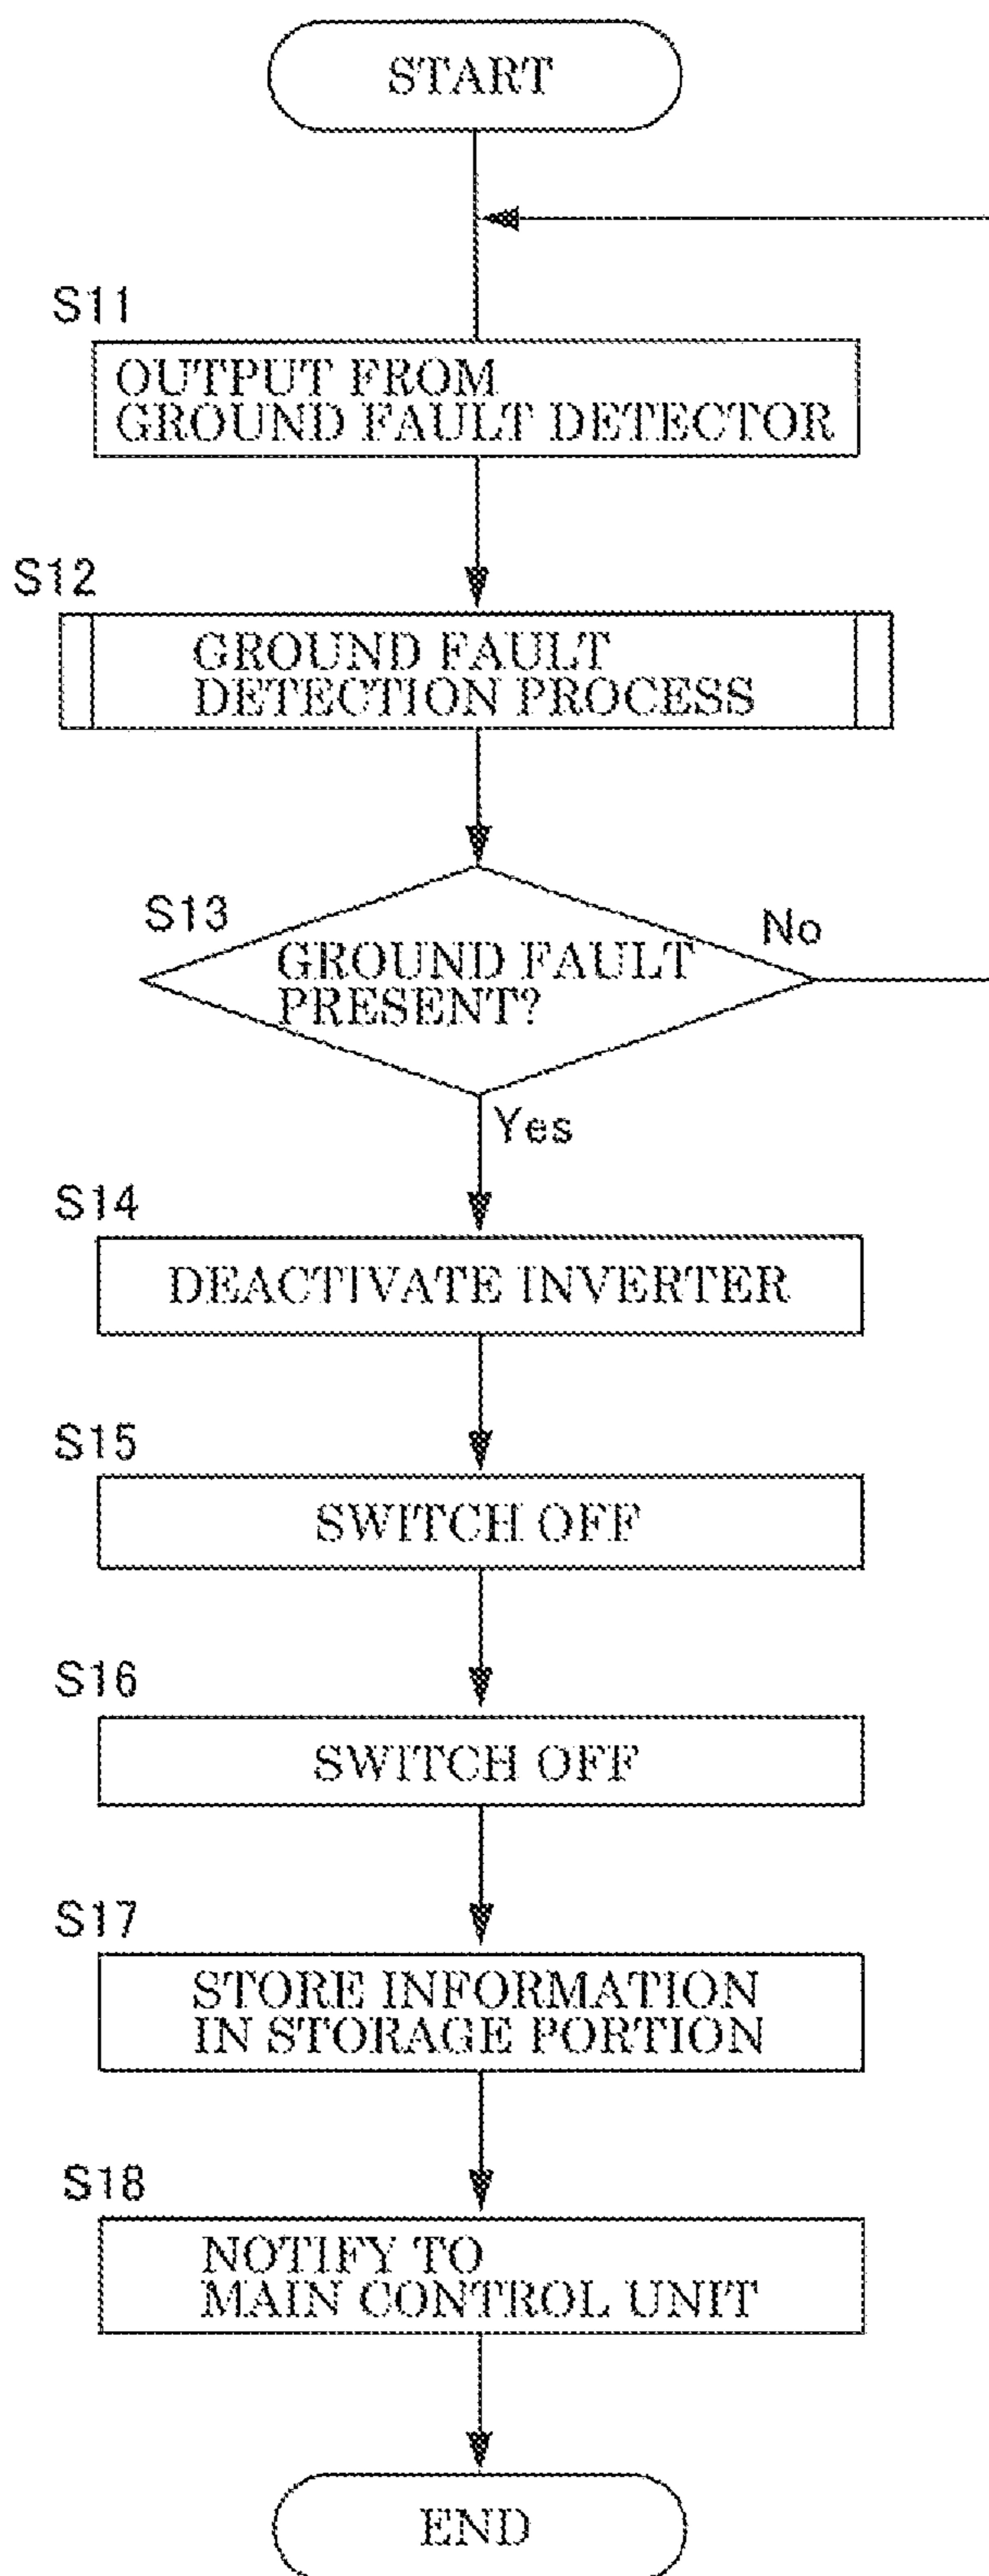 START
S11
OUTPUT FROM
GROUND FAULT DETECTOR
S12
GROUND FAULT
DETECTION PROCESS
S13
GROUND FAULT
PRESENT?
No
Yes
S14
DEACTIVATE INVERTER
S15
SWITCH OFF
S16
SWITCH OFF
S17
STORE INFORMATION
IN STORAGE PORTION
S18
NOTIFY TO
MAIN CONTROL UNIT
END